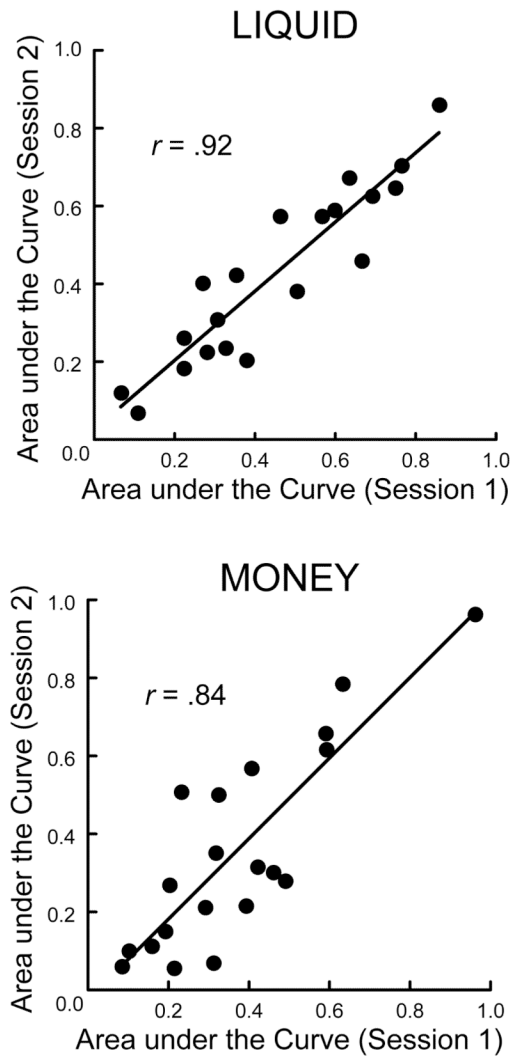 LIQUID
Area under the Curve (Session 2)
1.0
0.8
0.6
0.4
0.2
0.0
r = .92
0.2 0.4 0.6 0.8 1.0
Area under the Curve (Session 1)
MONEY
Area under the Curve (Session 2)
1.0
0.8
0.6
0.4
0.2
0.0
r = .84
0.2 0.4 0.6 0.8 1.0
Area under the Curve (Session 1)